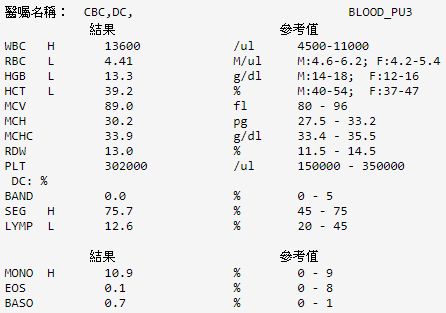 醫囑名稱： CBC,DC, BLOOD_PU3
結果 參考值
WBC H 13600 /ul 4500-11000
RBC L 4.41 M/ul M:4.6-6.2; F:4.2-5.4
HGB L 13.3 g/dl M:14-18; F:12-16
HCT L 39.2 % M:40-54; F:37-47
MCV 89.0 fl 80 - 96
MCH 30.2 pg 27.5 - 33.2
MCHC 33.9 g/dl 33.4 - 35.5
RDW 13.0 % 11.5 - 14.5
PLT 302000 /ul 150000 - 350000
DC: %
BAND 0.0 % 0 - 5
SEG H 75.7 % 45 - 75
LYMP L 12.6 % 20 - 45
結果 參考值
MONO H 10.9 % 0 - 9
EOS 0.1 % 0 - 8
BASO 0.7 % 0 - 1